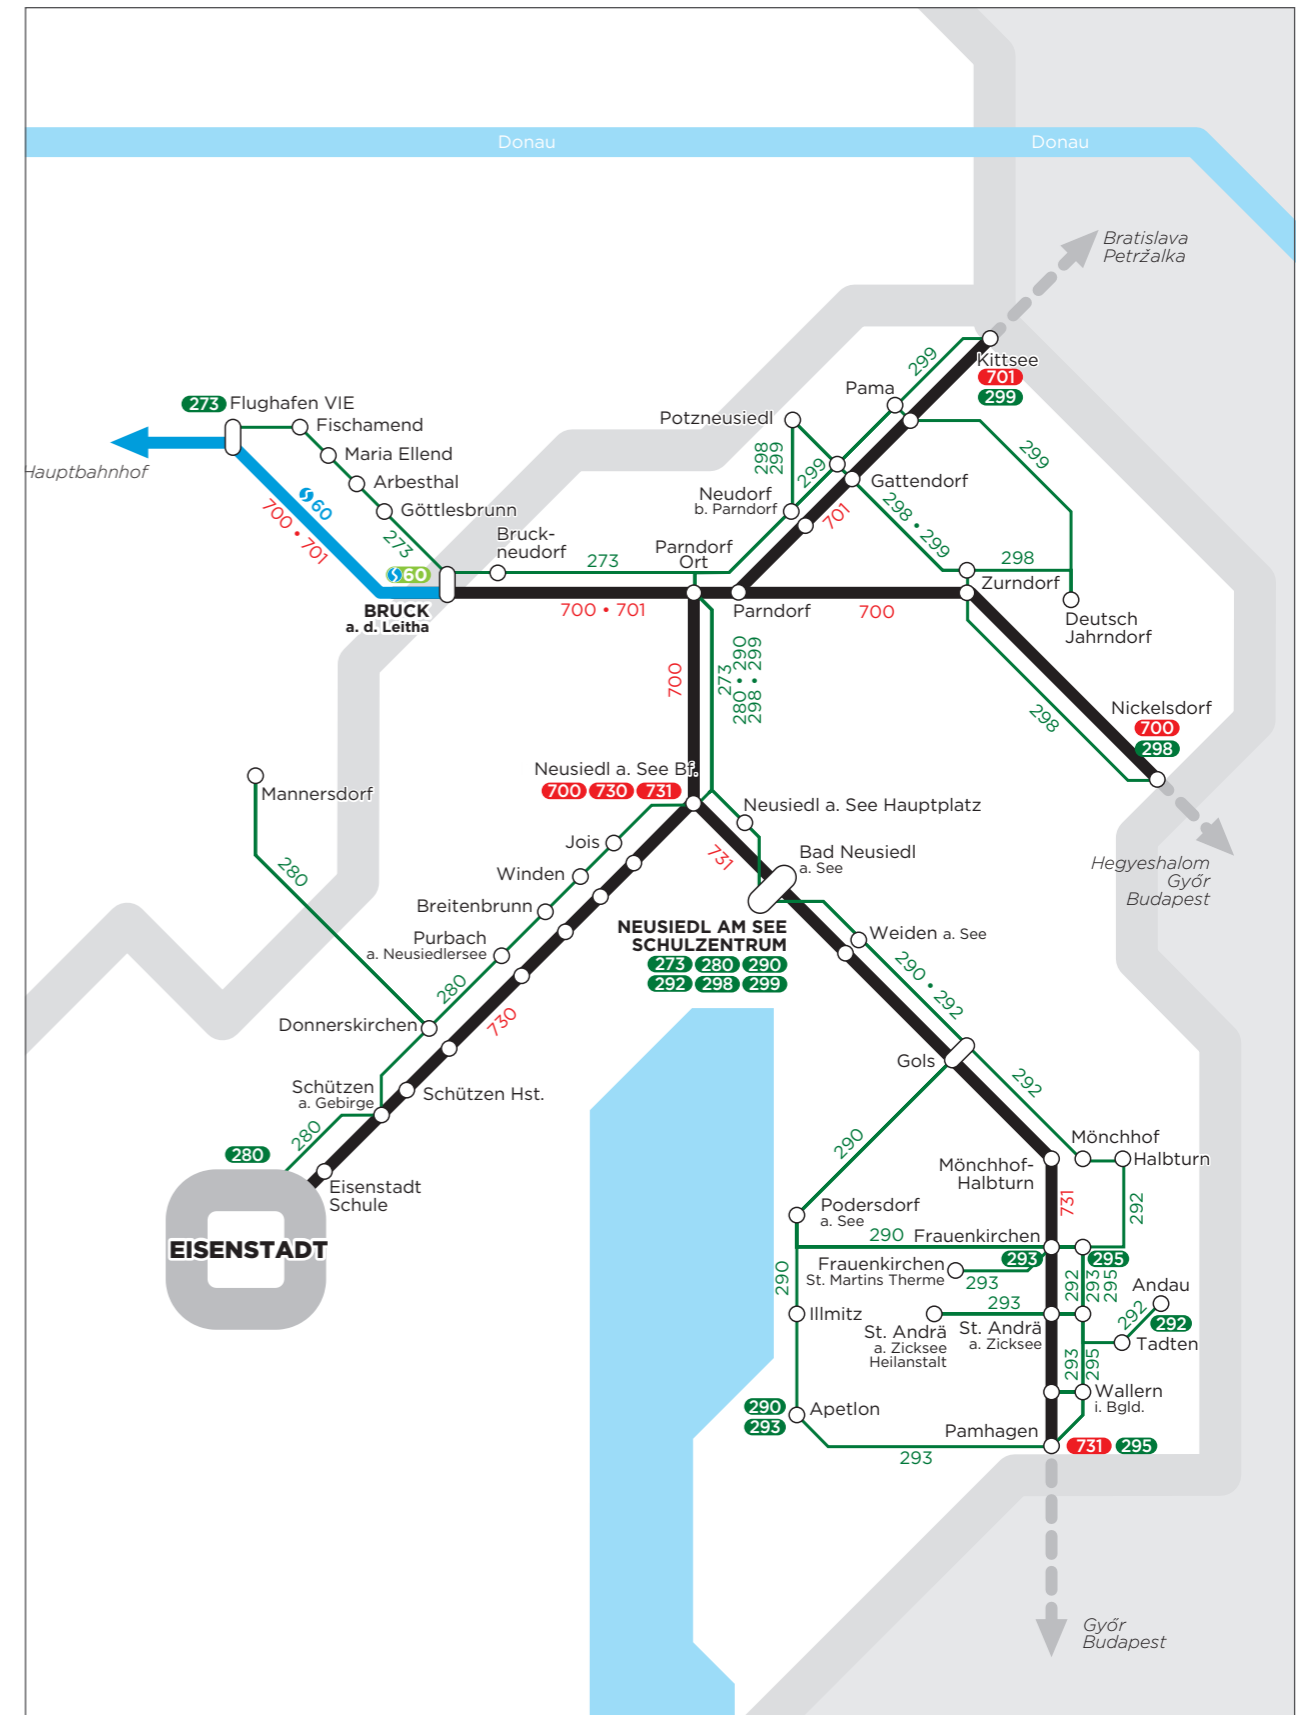 Donau
Donau
Bratislava
Petržalka
299
Kittsee
701
299
Pama
273 Flughafen VIE
Fischamend
Potzneusiedl
Hauptbahnhof
Maria Ellend
298
299
299
299
Arbesthal
Gattendorf
60
700 • 701
Göttlesbrunn
Neudorf
b. Parndorf
701
298 • 299
273
Bruck-
neudorf
273
Parndorf
Ort
298
60
Zurndorf
BRUCK
a. d. Leitha
700 • 701
Parndorf
700
Deutsch
Jahrndorf
700
273
280 • 290
298 • 299
298
Nickelsdorf
700
298
Neusiedl a. See Bf.
700 730 731
Mannersdorf
Neusiedl a. See Hauptplatz
Jois
731
Bad Neusiedl
a. See
Hegyeshalom
Győr
Budapest
280
Winden
Breitenbrunn
NEUSIEDL AM SEE
SCHULZENTRUM
273 280 290
292 298 299
Weiden a. See
Purbach
a. Neusiedlersee
290 • 292
280
730
Donnerskirchen
Gols
292
Schützen
a. Gebirge
Schützen Hst.
280
280
290
Mönchhof
Halbturn
Mönchhof-
Halbturn
Eisenstadt
Schule
731
292
Podersdorf
a. See
EISENSTADT
290
Frauenkirchen
293
295
Frauenkirchen
St. Martins Therme
293
290
292
293
295
Andau
292
292
293
Illmitz
St. Andrä
a. Zicksee
Heilanstalt
St. Andrä
a. Zicksee
Tadten
293
295
Wallern
i. Bgld.
290
293
Apetlon
Pamhagen
731 295
293
Győr
Budapest